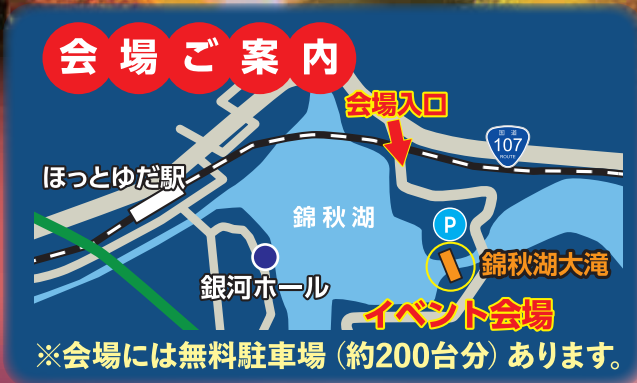 会場ご案内
会場入口
国道
107
ROUTE
ほっとゆだ駅
錦秋湖
P
錦秋湖大滝
銀河ホール
イベント会場
※会場には無料駐車場（約200台分）あります。